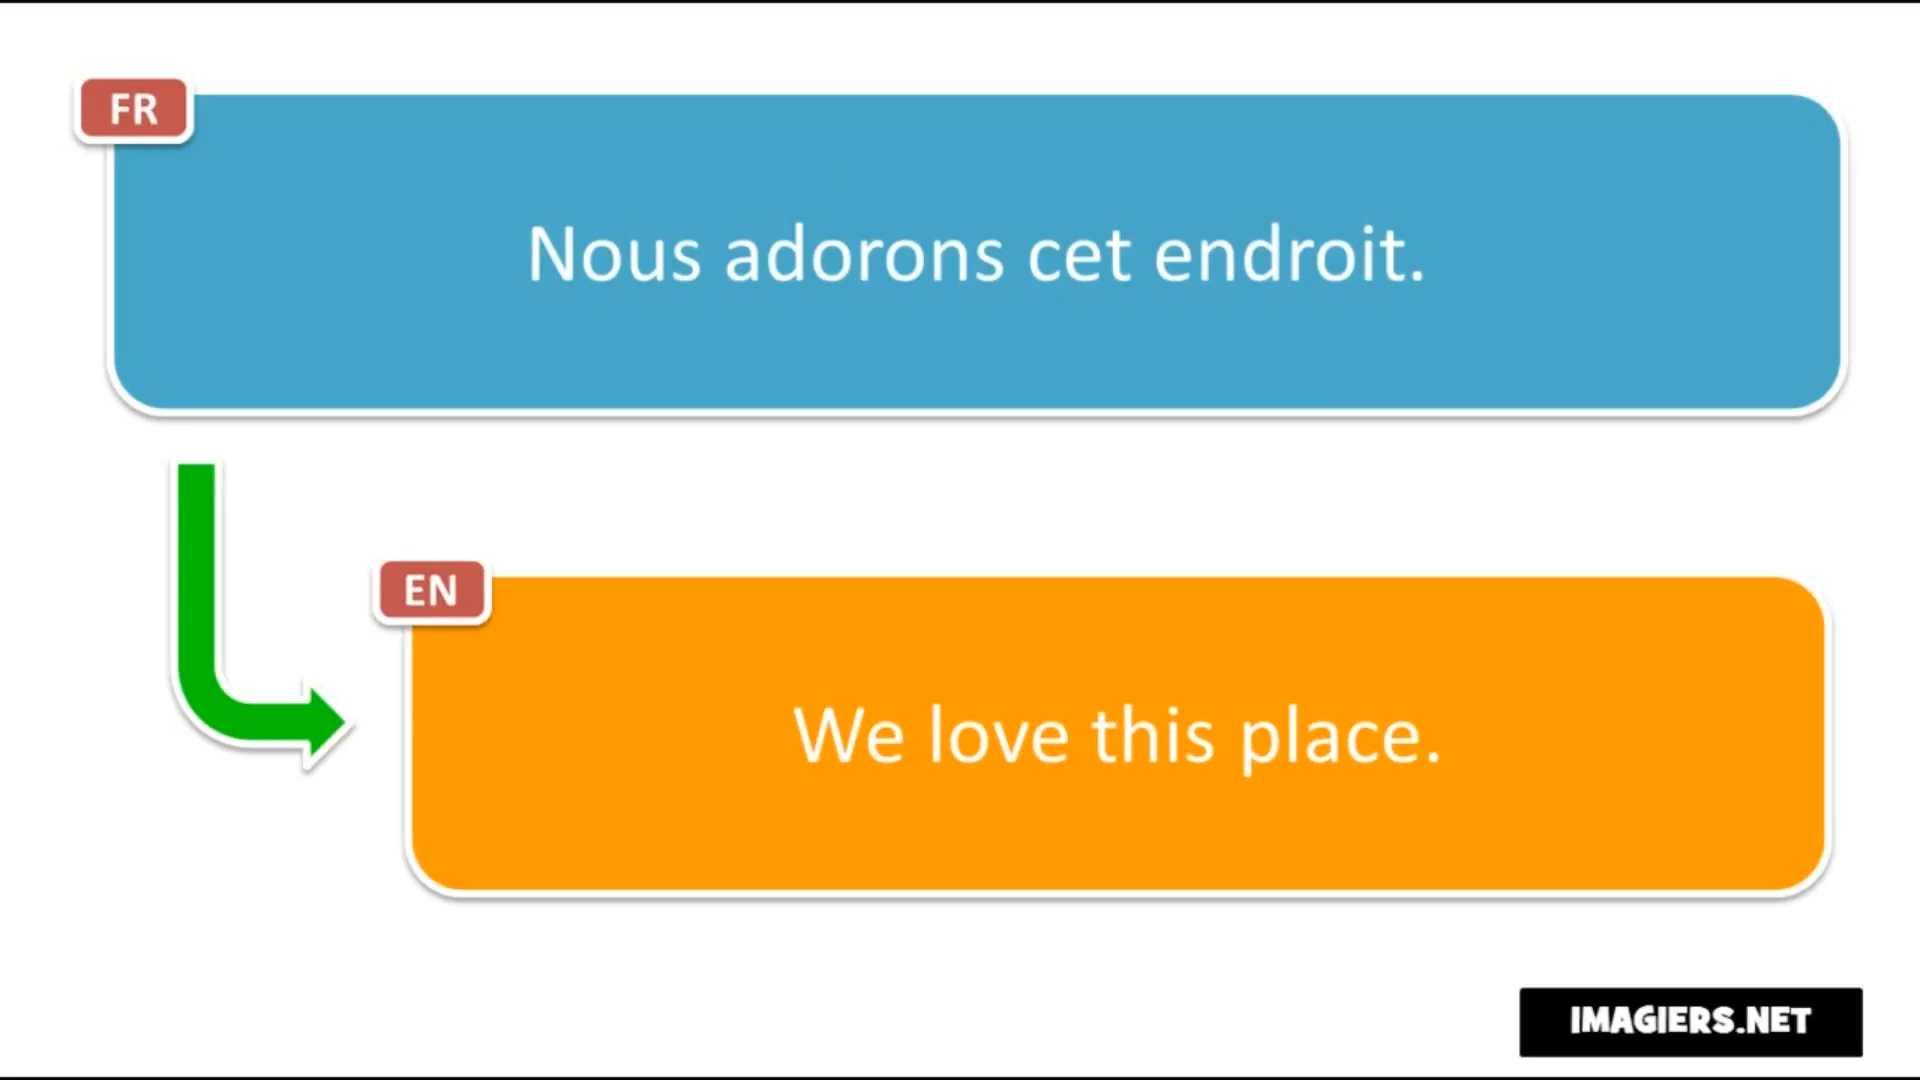 FR
Nous adorons cet endroit.
EN
We love this place.
IMAGIERS.NET